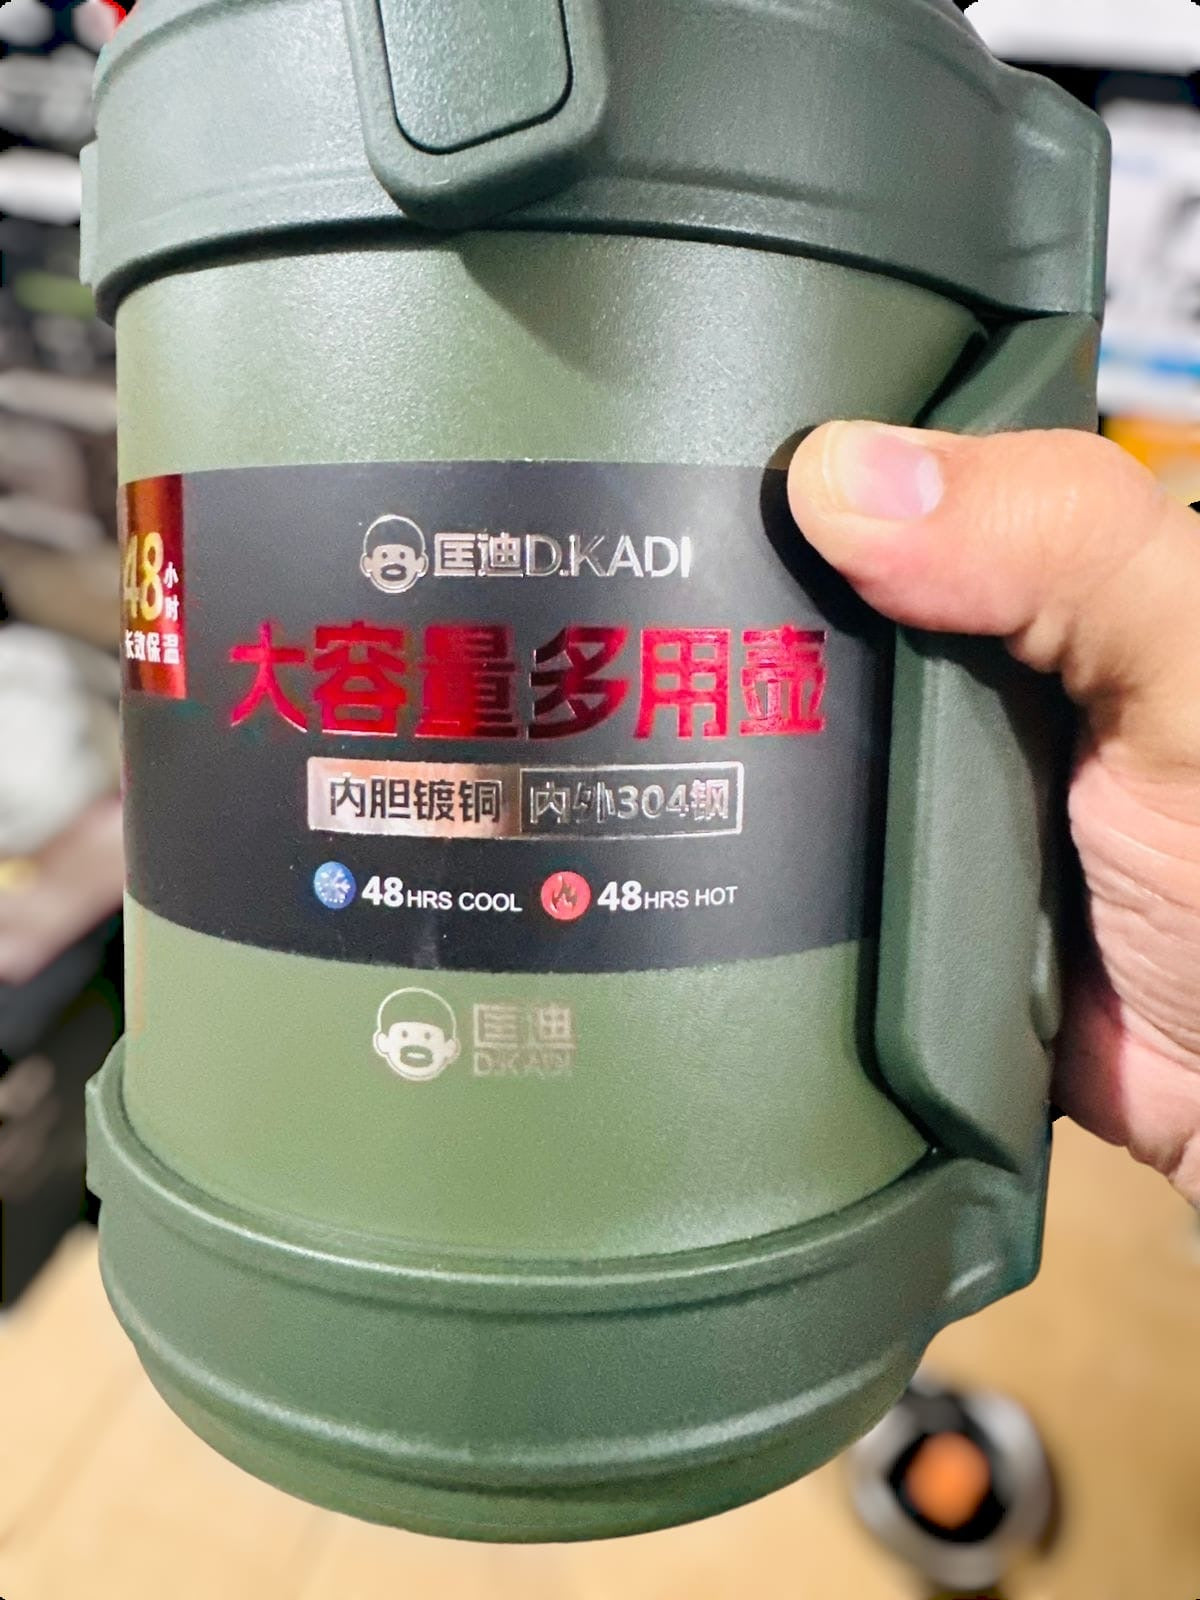 48小时
长效保温
匡迪D.KADI
大容量多用壶
内胆镀铜 内外304钢
48HRS COOL 48HRS HOT
匡迪
D.KADI